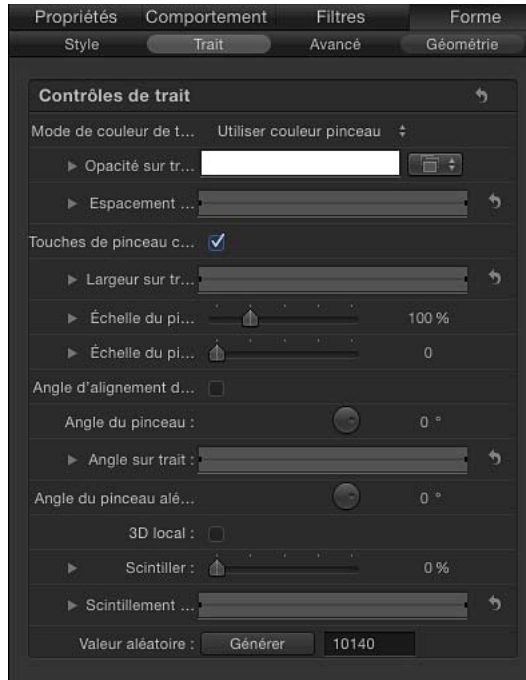 Propriétés Comportement Filtres Forme
Style Trait Avancé Géométrie
Contrôles de trait
Mode de couleur de t... Utiliser couleur pinceau
Opacité sur tr...
Espacement ...
Touches de pinceau c...
Largeur sur tr...
Échelle du pi... 100 %
Échelle du pi... 0
Angle d'alignement d...
Angle du pinceau : 0 °
Angle sur trait :
Angle du pinceau alé... 0 °
3D local :
Scintiller : 0 %
Scintillement ...
Valeur aléatoire : Générer 10140